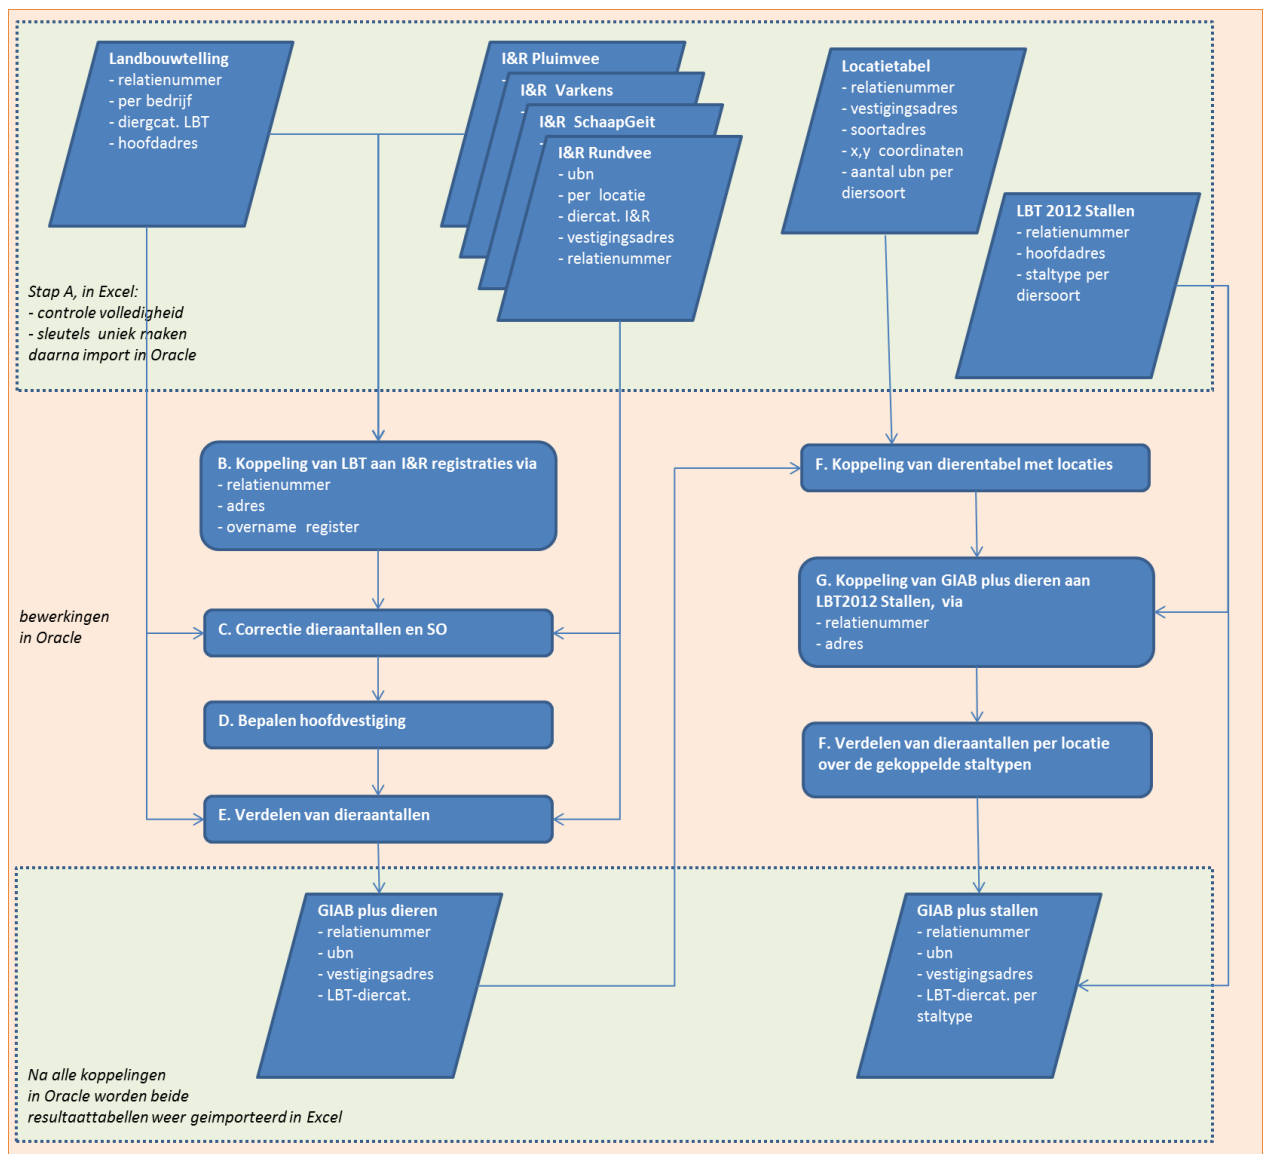 Landbouwtelling
- relatienummer
- per bedrijf
- diergcat. LBT
- hoofdadres
I&R Pluimvee
-
I&R Varkens
-
I&R SchaapGeit
-
I&R Rundvee
- ubn
- per locatie
- diercat. I&R
- vestigingsadres
- relatienummer
Locatietabel
- relatienummer
- vestigingsadres
- soortadres
- x,y coordinaten
- aantal ubn per
diersoort
LBT 2012 Stallen
- relatienummer
- hoofdadres
- staltype per
diersoort
Stap A, in Excel:
- controle volledigheid
- sleutels uniek maken
daarna import in Oracle
B. Koppeling van LBT aan I&R registraties via
- relatienummer
- adres
- overname register
F. Koppeling van dierentabel met locaties
G. Koppeling van GIAB plus dieren aan
LBT2012 Stallen, via
- relatienummer
- adres
bewerkingen
in Oracle
C. Correctie dieraantallen en SO
D. Bepalen hoofdvestiging
F. Verdelen van dieraantallen per locatie
over de gekoppelde staltypen
E. Verdelen van dieraantallen
GIAB plus dieren
- relatienummer
- ubn
- vestigingsadres
- LBT-diercat.
GIAB plus stallen
- relatienummer
- ubn
- vestigingsadres
- LBT-diercat. per
staltype
Na alle koppelingen
in Oracle worden beide
resultaattabellen weer geimporteerd in Excel